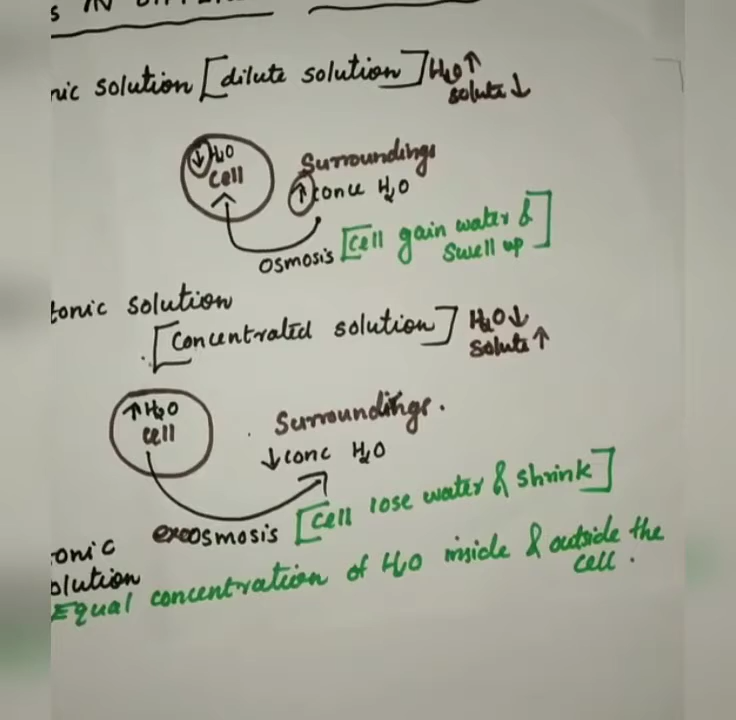 S IN
nic solution [dilute solution] H₂O↑
solute ↓
↓H₂O
cell
Surroundings
↑conc H₂O
osmosis [cell gain water &
swell up]
tonic solution
[concentrated solution] H₂O↓
solute ↑
↑H₂O
cell
Surroundings.
↓conc H₂O
exosmosis [cell lose water & shrink]
onic
olution
Equal concentration of H₂O inside & outside the
cell.